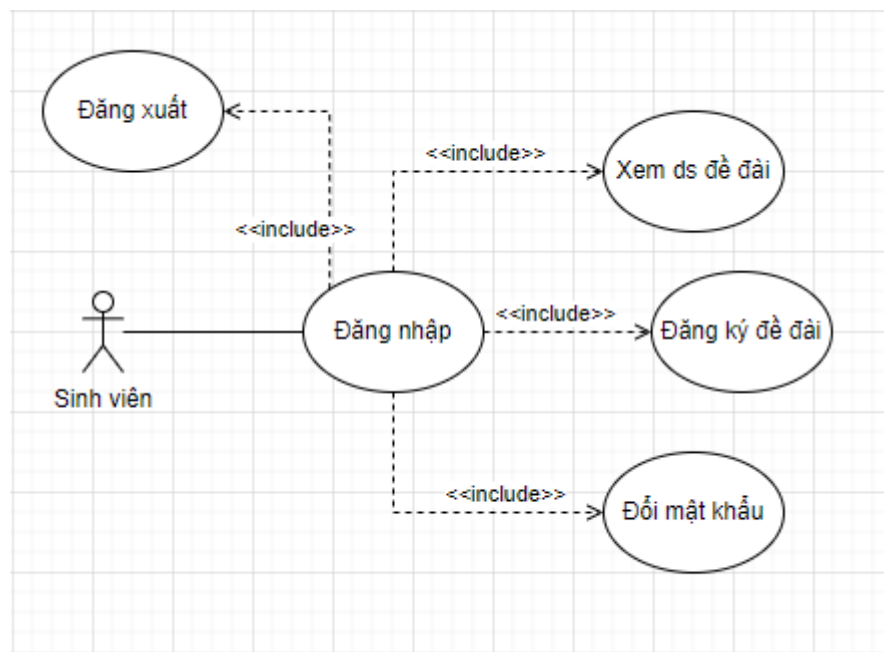 Đăng xuất
<<include>>
Xem ds đề đài
<<include>>
<<include>>
Đăng nhập
Đăng ký đề đài
Sinh viên
<<include>>
Đổi mật khẩu